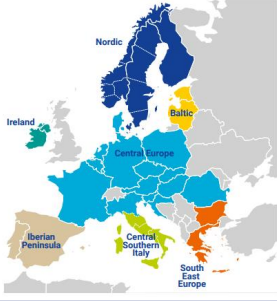 Nordic
Baltic
Ireland
Central Europe
Iberian
Peninsula
Central
Southern
Italy
South
East
Europe